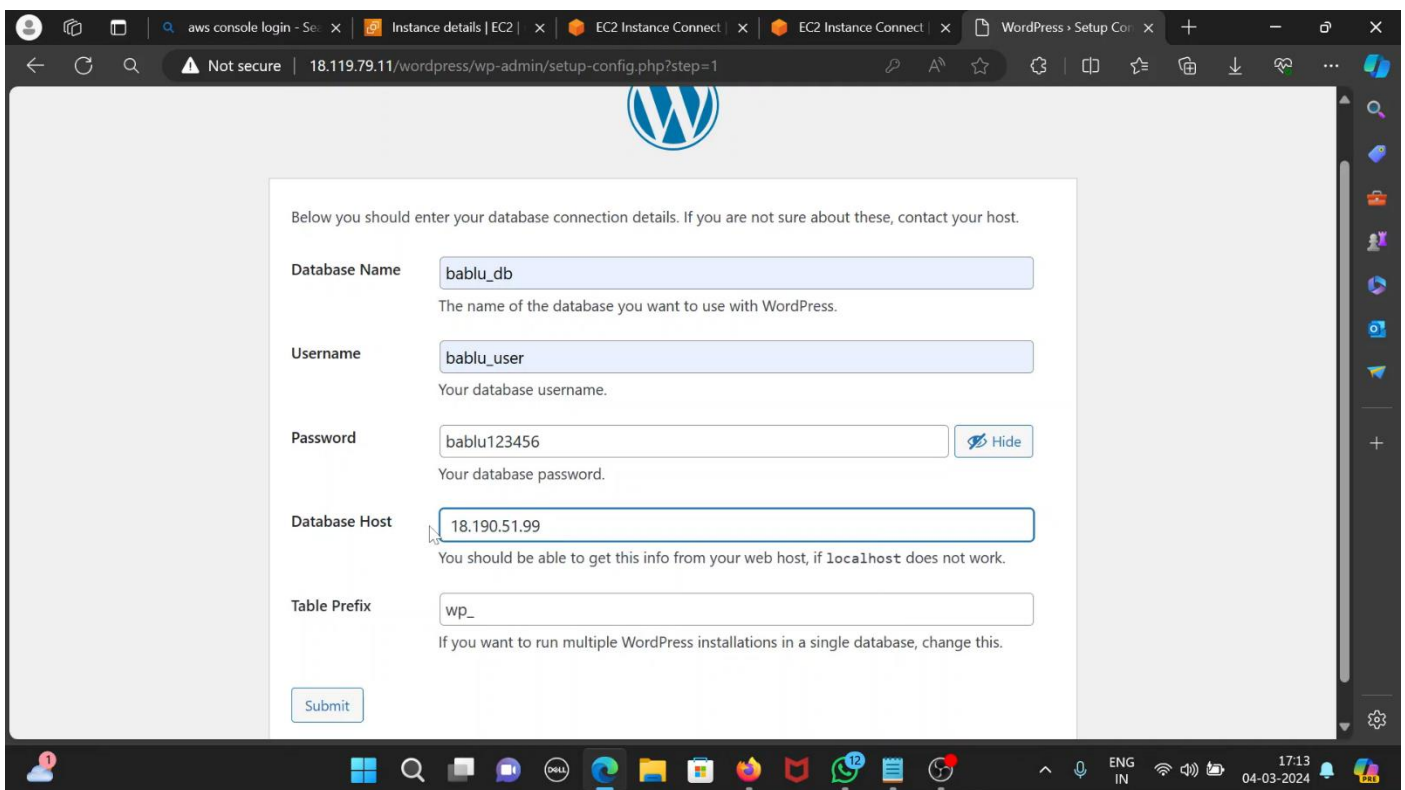 aws console login - Se
Instance details | EC2 |
EC2 Instance Connect |
EC2 Instance Connect |
WordPress › Setup Con
Not secure | 18.119.79.11/wordpress/wp-admin/setup-config.php?step=1
Below you should enter your database connection details. If you are not sure about these, contact your host.
Database Name
bablu_db
The name of the database you want to use with WordPress.
Username
bablu_user
Your database username.
Password
bablu123456
Hide
Your database password.
Database Host
18.190.51.99
You should be able to get this info from your web host, if localhost does not work.
Table Prefix
wp_
If you want to run multiple WordPress installations in a single database, change this.
Submit
1
DELL
12
ENG
IN
17:13
04-03-2024
PRE